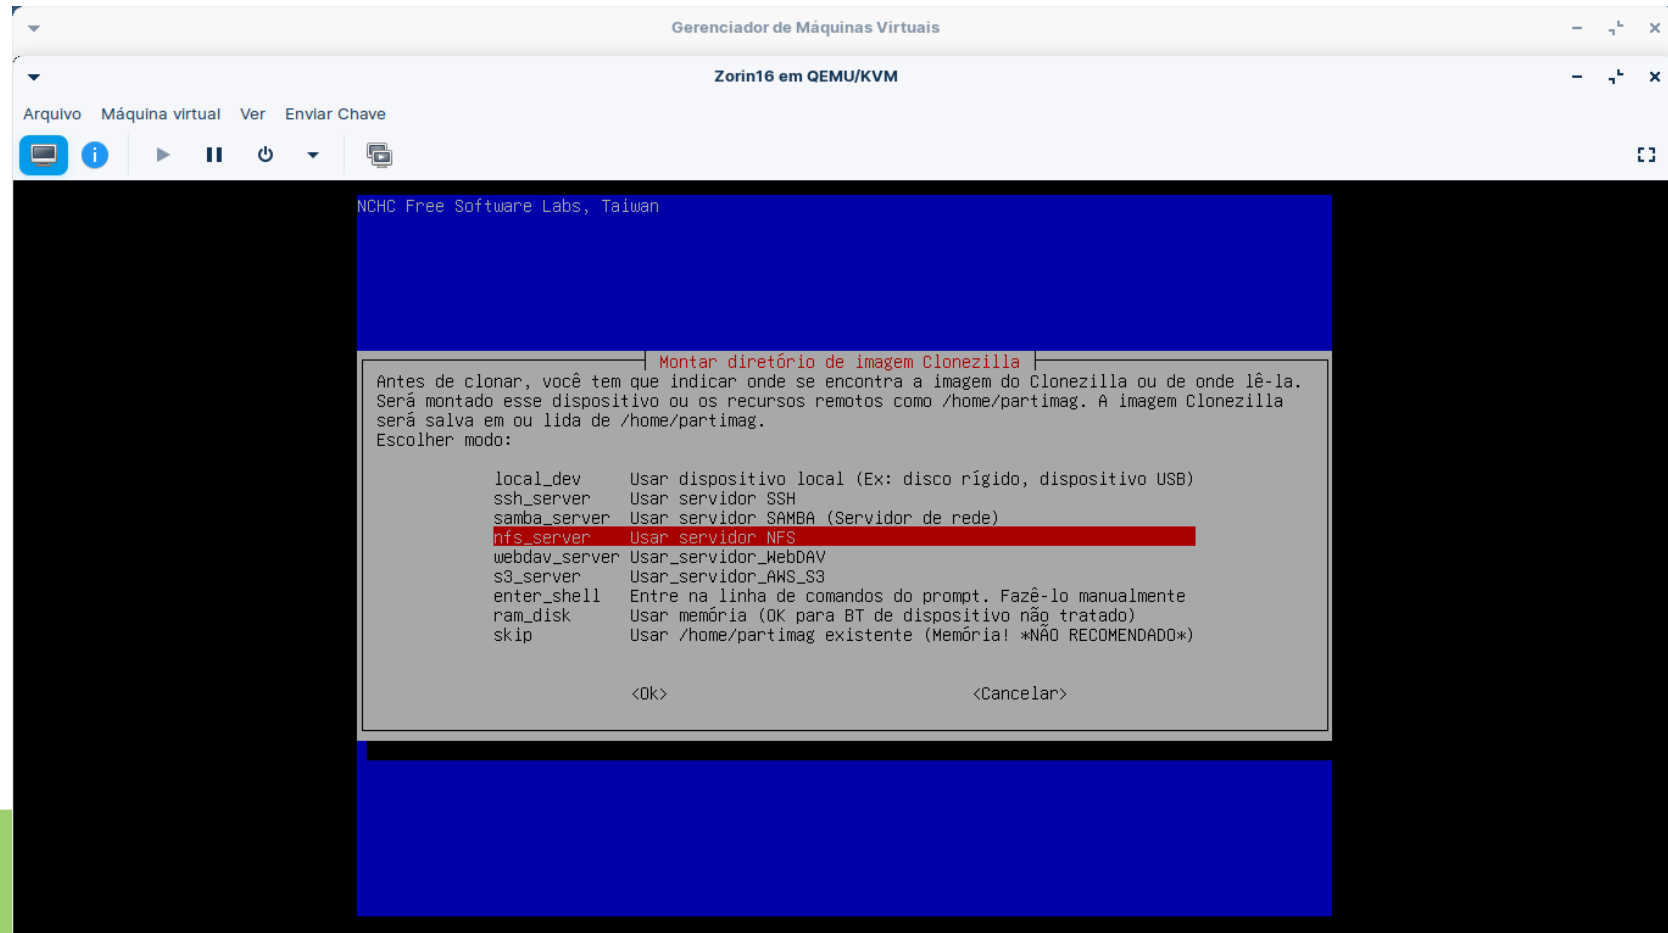 Gerenciador de Máquinas Virtuais
Zorin16 em QEMU/KVM
Arquivo Máquina virtual Ver Enviar Chave
NCHC Free Software Labs, Taiwan
Montar diretório de imagem Clonezilla
Antes de clonar, você tem que indicar onde se encontra a imagem do Clonezilla ou de onde lê-la.
Será montado esse dispositivo ou os recursos remotos como /home/partimag. A imagem Clonezilla
será salva em ou lida de /home/partimag.
Escolher modo:
local_dev Usar dispositivo local (Ex: disco rígido, dispositivo USB)
ssh_server Usar servidor SSH
samba_server Usar servidor SAMBA (Servidor de rede)
nfs_server Usar servidor NFS
webdav_server Usar_servidor_WebDAV
s3_server Usar_servidor_AWS_S3
enter_shell Entre na linha de comandos do prompt. Fazê-lo manualmente
ram_disk Usar memória (OK para BT de dispositivo não tratado)
skip Usar /home/partimag existente (Memória! *NÃO RECOMENDADO*)
<Ok> <Cancelar>